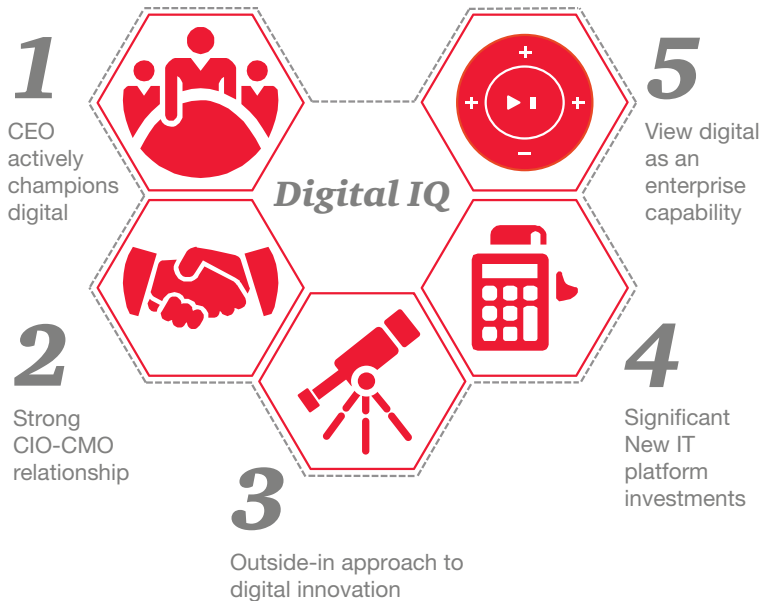 1
CEO
actively
champions
digital
Digital IQ
5
View digital
as an
enterprise
capability
2
Strong
CIO-CMO
relationship
3
Outside-in approach to
digital innovation
4
Significant
New IT
platform
investments